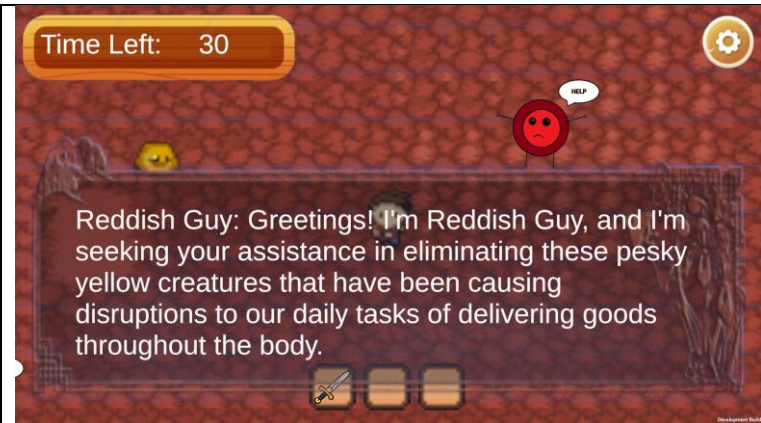 Time Left: 30
HELP
Reddish Guy: Greetings! I'm Reddish Guy, and I'm
seeking your assistance in eliminating these pesky
yellow creatures that have been causing
disruptions to our daily tasks of delivering goods
throughout the body.
Development Build